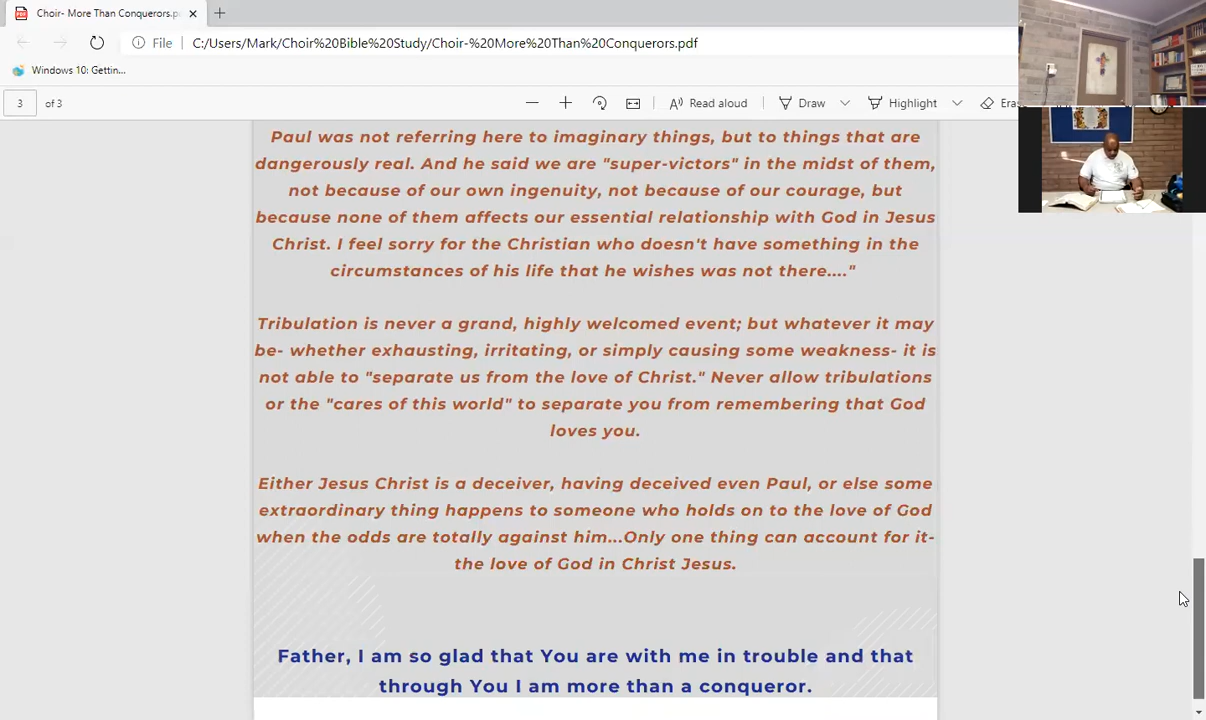 Choir- More Than Conquerors.p
File C:/Users/Mark/Choir%20Bible%20Study/Choir-%20More%20Than%20Conquerors.pdf
Windows 10: Gettin...
3 of 3 Read aloud Draw Highlight Eras
Paul was not referring here to imaginary things, but to things that are
dangerously real. And he said we are "super-victors" in the midst of them,
not because of our own ingenuity, not because of our courage, but
because none of them affects our essential relationship with God in Jesus
Christ. I feel sorry for the Christian who doesn't have something in the
circumstances of his life that he wishes was not there...."
Tribulation is never a grand, highly welcomed event; but whatever it may
be- whether exhausting, irritating, or simply causing some weakness- it is
not able to "separate us from the love of Christ." Never allow tribulations
or the "cares of this world" to separate you from remembering that God
loves you.
Either Jesus Christ is a deceiver, having deceived even Paul, or else some
extraordinary thing happens to someone who holds on to the love of God
when the odds are totally against him...Only one thing can account for it-
the love of God in Christ Jesus.
Father, I am so glad that You are with me in trouble and that
through You I am more than a conqueror.